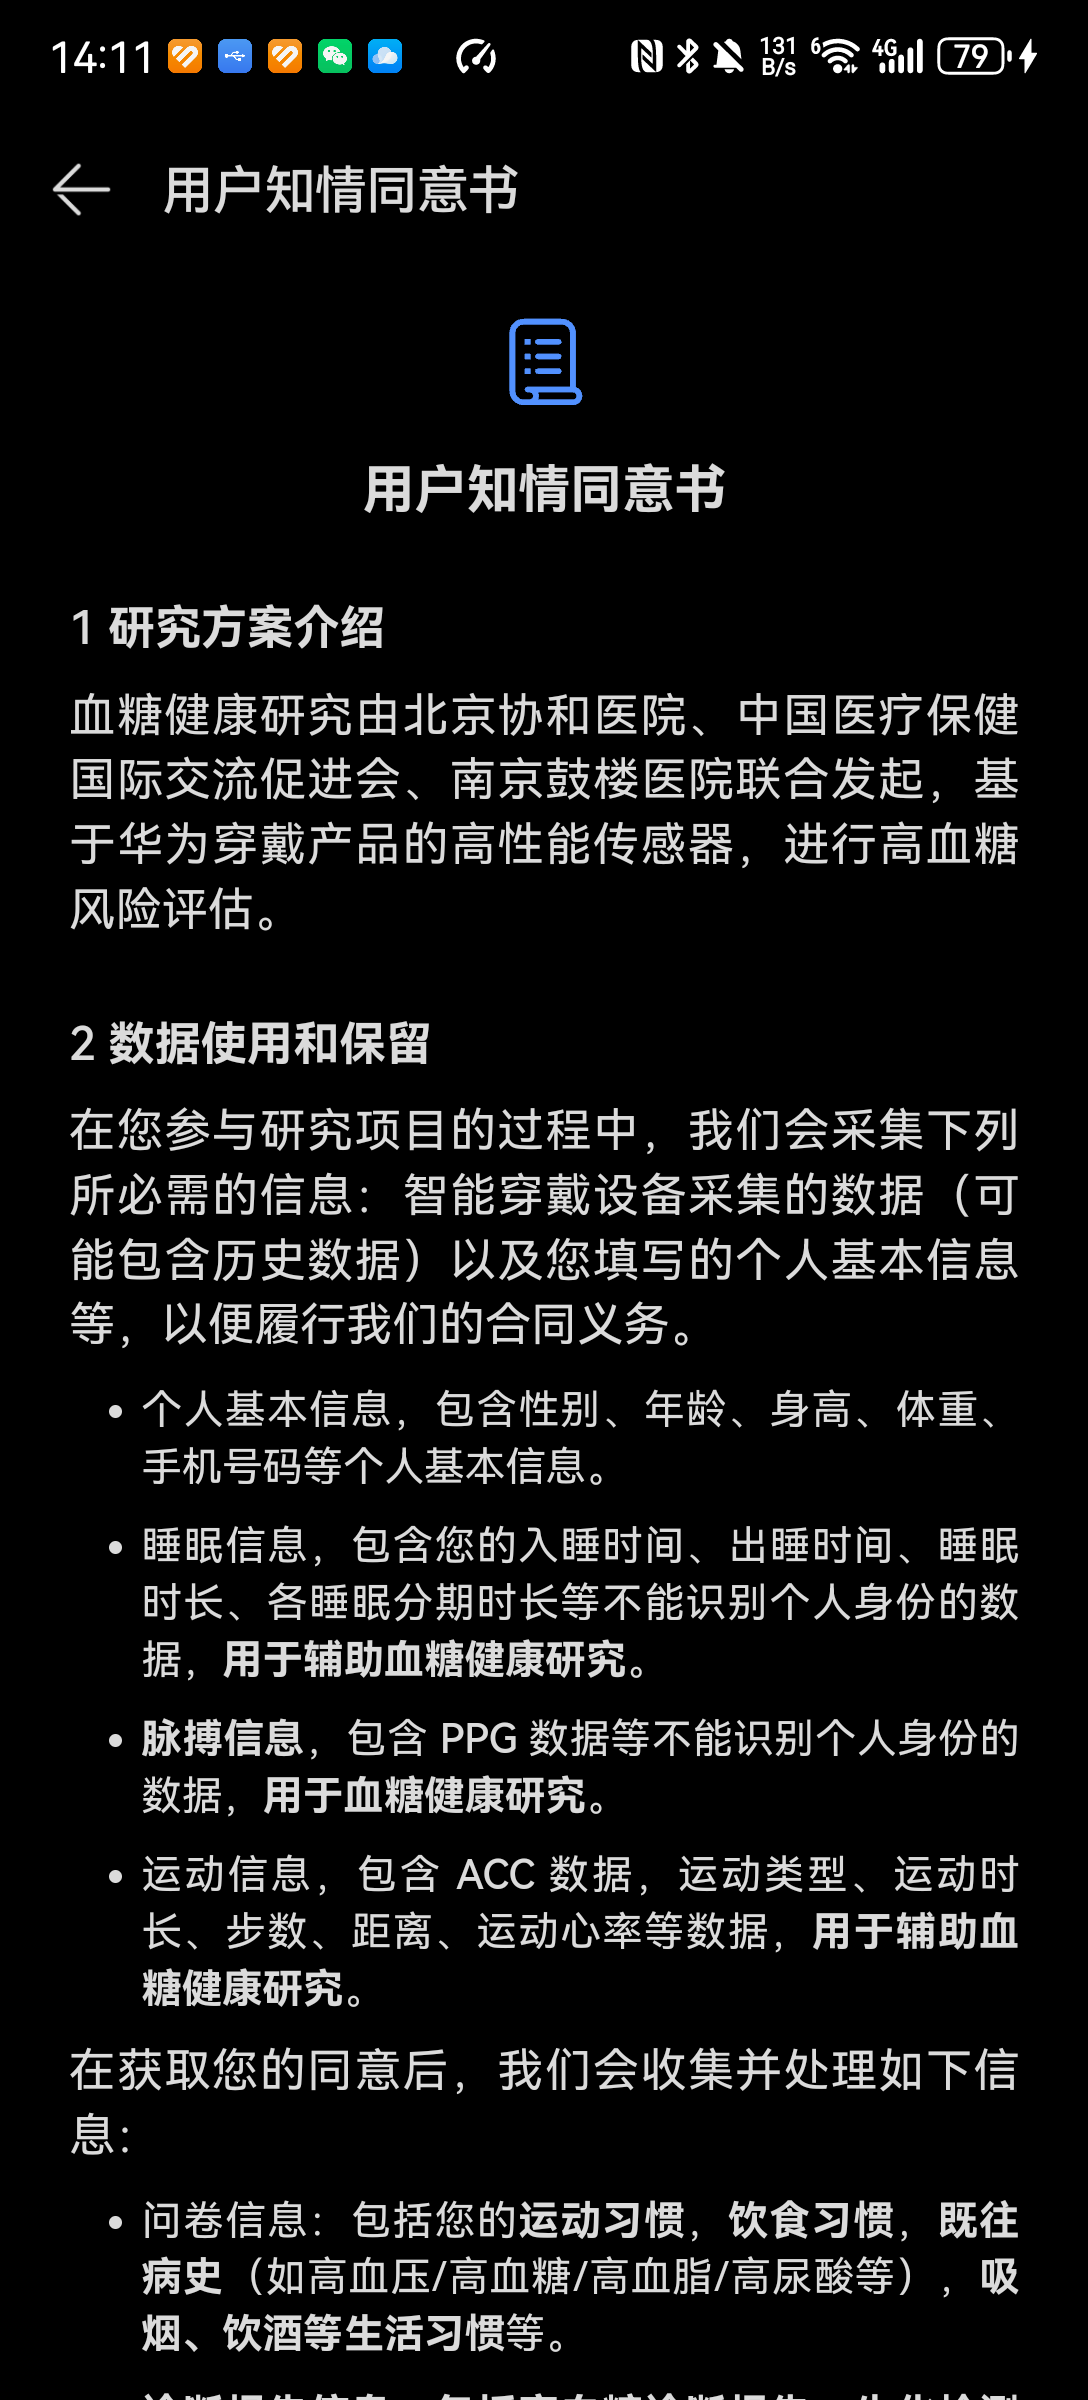 14:11
131 B/s
6
4G
79
用户知情同意书
用户知情同意书
1 研究方案介绍
血糖健康研究由北京协和医院、中国医疗保健
国际交流促进会、南京鼓楼医院联合发起，基
于华为穿戴产品的高性能传感器，进行高血糖
风险评估。
2 数据使用和保留
在您参与研究项目的过程中，我们会采集下列
所必需的信息：智能穿戴设备采集的数据（可
能包含历史数据）以及您填写的个人基本信息
等，以便履行我们的合同义务。
• 个人基本信息，包含性别、年龄、身高、体重、
手机号码等个人基本信息。
• 睡眠信息，包含您的入睡时间、出睡时间、睡眠
时长、各睡眠分期时长等不能识别个人身份的数
据，用于辅助血糖健康研究。
• 脉搏信息，包含 PPG 数据等不能识别个人身份的
数据，用于血糖健康研究。
• 运动信息，包含 ACC 数据，运动类型、运动时
长、步数、距离、运动心率等数据，用于辅助血
糖健康研究。
在获取您的同意后，我们会收集并处理如下信
息：
• 问卷信息：包括您的运动习惯，饮食习惯，既往
病史（如高血压/高血糖/高血脂/高尿酸等），吸
烟、饮酒等生活习惯等。